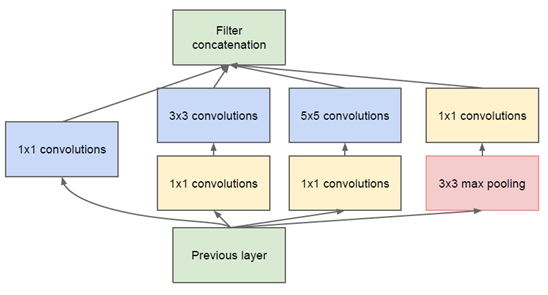 Filter
concatenation
3x3 convolutions
5x5 convolutions
1x1 convolutions
1x1 convolutions
1x1 convolutions
1x1 convolutions
3x3 max pooling
Previous layer